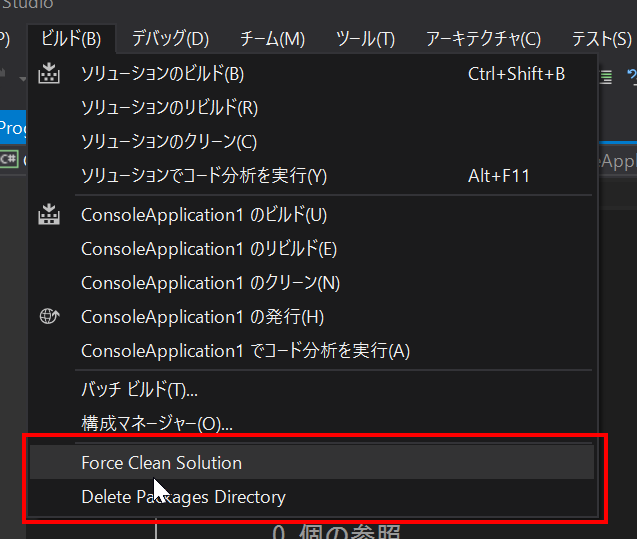 Studio
P) ビルド(B) デバッグ(D) チーム(M) ツール(T) アーキテクチャ(C) テスト(S)
ソリューションのビルド(B) Ctrl+Shift+B
ソリューションのリビルド(R)
Prog
ソリューションのクリーン(C)
C#
ソリューションでコード分析を実行(Y) Alt+F11
eAppl
ConsoleApplication1 のビルド(U)
ConsoleApplication1 のリビルド(E)
ConsoleApplication1 のクリーン(N)
ConsoleApplication1 の発行(H)
ConsoleApplication1 でコード分析を実行(A)
バッチ ビルド(T)...
構成マネージャー(O)...
Force Clean Solution
Delete Packages Directory
0 個の参照